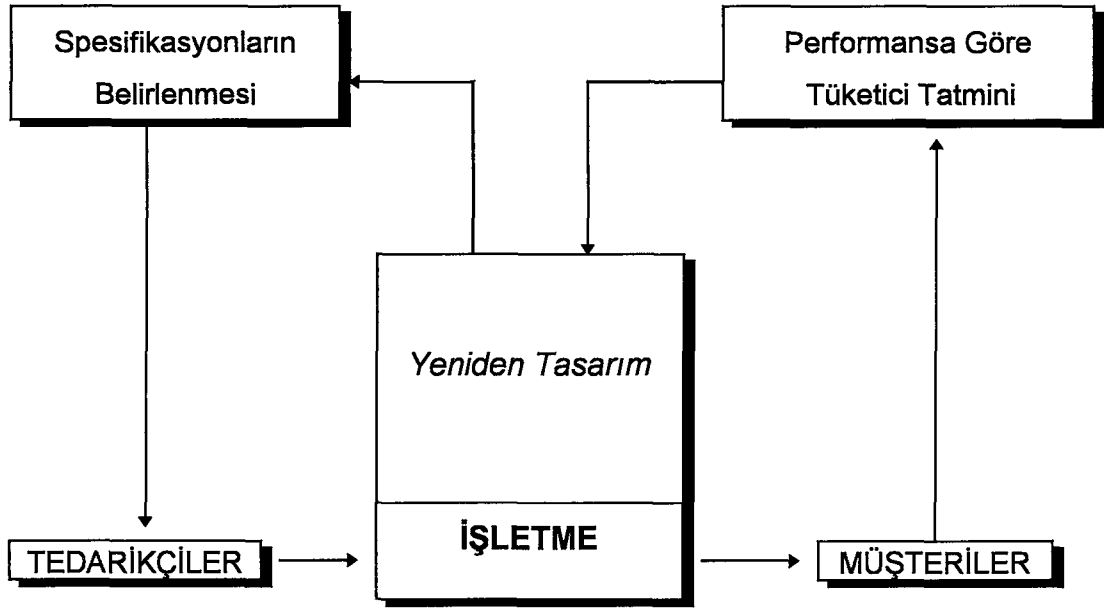 Spesifikasyonların
Belirlenmesi
Performansa Göre
Tüketici Tatmini
Yeniden Tasarım
İŞLETME
TEDARİKÇİLER
MÜŞTERİLER